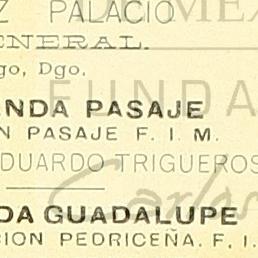 Z PALACIO
ENERAL.
go, Dgo.
NDA PASAJE
N PASAJE F. I. M.
DUARDO TRIGUEROS
DA GUADALUPE
CION PEDRICEÑA. F. I.